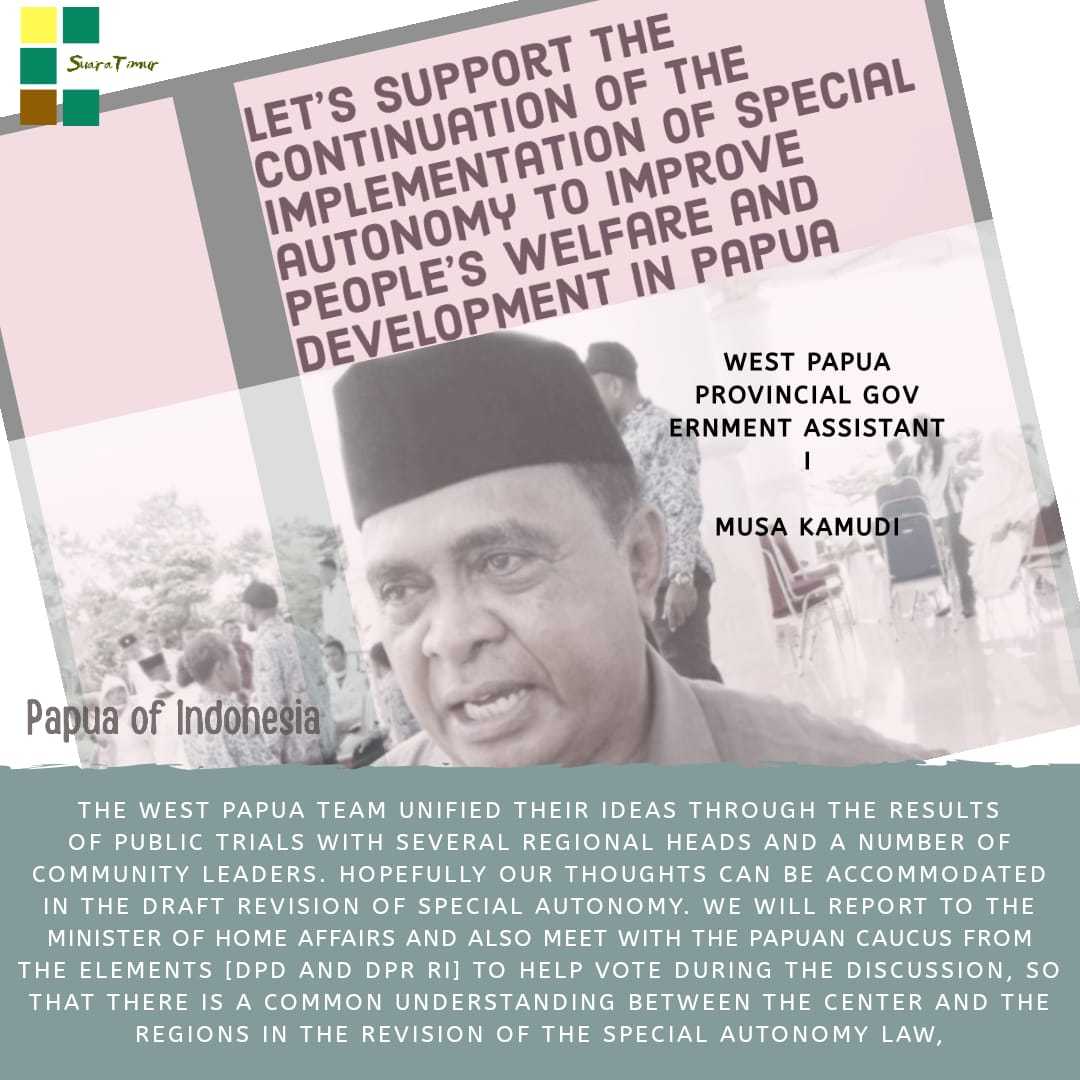 SuaraTimur
LET'S SUPPORT THE
CONTINUATION OF THE
IMPLEMENTATION OF SPECIAL
AUTONOMY TO IMPROVE
PEOPLE'S WELFARE AND
DEVELOPMENT IN PAPUA
WEST PAPUA
PROVINCIAL GOV
ERNMENT ASSISTANT
I
MUSA KAMUDI
Papua of Indonesia
THE WEST PAPUA TEAM UNIFIED THEIR IDEAS THROUGH THE RESULTS
OF PUBLIC TRIALS WITH SEVERAL REGIONAL HEADS AND A NUMBER OF
COMMUNITY LEADERS. HOPEFULLY OUR THOUGHTS CAN BE ACCOMMODATED
IN THE DRAFT REVISION OF SPECIAL AUTONOMY. WE WILL REPORT TO THE
MINISTER OF HOME AFFAIRS AND ALSO MEET WITH THE PAPUAN CAUCUS FROM
THE ELEMENTS [DPD AND DPR RI] TO HELP VOTE DURING THE DISCUSSION, SO
THAT THERE IS A COMMON UNDERSTANDING BETWEEN THE CENTER AND THE
REGIONS IN THE REVISION OF THE SPECIAL AUTONOMY LAW,